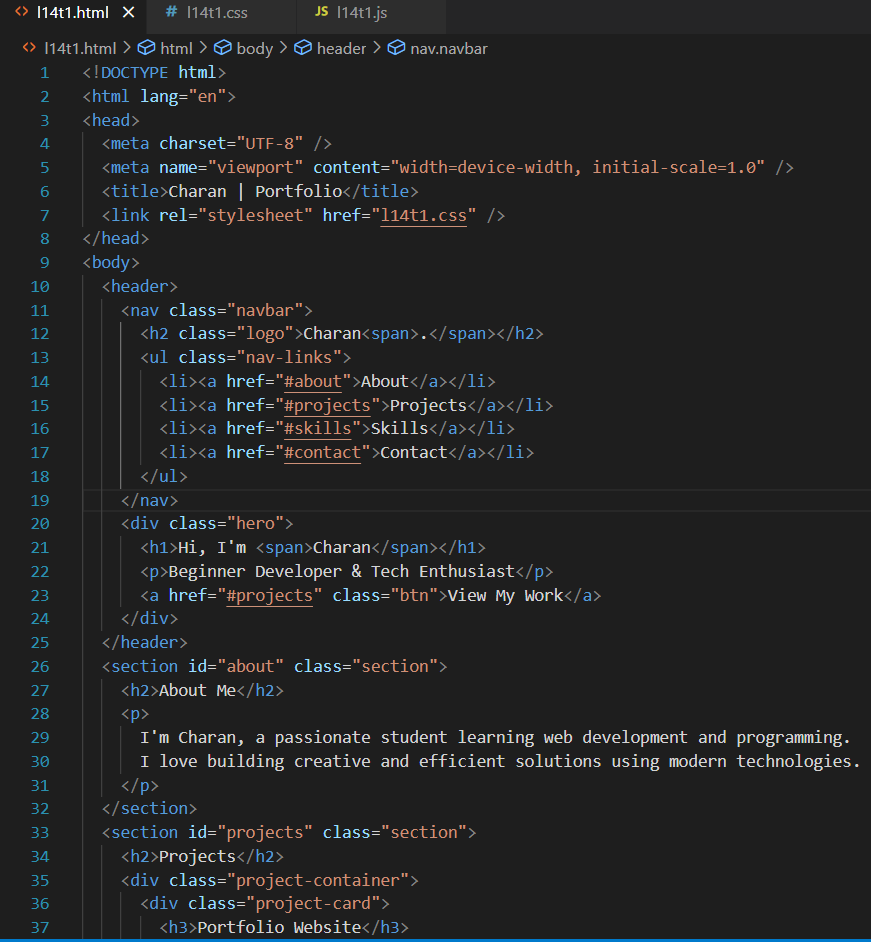 <> l14t1.html × # l14t1.css JS l14t1.js
<> l14t1.html > html > body > header > nav.navbar
1 <!DOCTYPE html>
2 <html lang="en">
3 <head>
4 <meta charset="UTF-8" />
5 <meta name="viewport" content="width=device-width, initial-scale=1.0" />
6 <title>Charan | Portfolio</title>
7 <link rel="stylesheet" href="l14t1.css" />
8 </head>
9 <body>
10 <header>
11 <nav class="navbar">
12 <h2 class="logo">Charan<span>.</span></h2>
13 <ul class="nav-links">
14 <li><a href="#about">About</a></li>
15 <li><a href="#projects">Projects</a></li>
16 <li><a href="#skills">Skills</a></li>
17 <li><a href="#contact">Contact</a></li>
18 </ul>
19 </nav>
20 <div class="hero">
21 <h1>Hi, I'm <span>Charan</span></h1>
22 <p>Beginner Developer & Tech Enthusiast</p>
23 <a href="#projects" class="btn">View My Work</a>
24 </div>
25 </header>
26 <section id="about" class="section">
27 <h2>About Me</h2>
28 <p>
29 I'm Charan, a passionate student learning web development and programming.
30 I love building creative and efficient solutions using modern technologies.
31 </p>
32 </section>
33 <section id="projects" class="section">
34 <h2>Projects</h2>
35 <div class="project-container">
36 <div class="project-card">
37 <h3>Portfolio Website</h3>